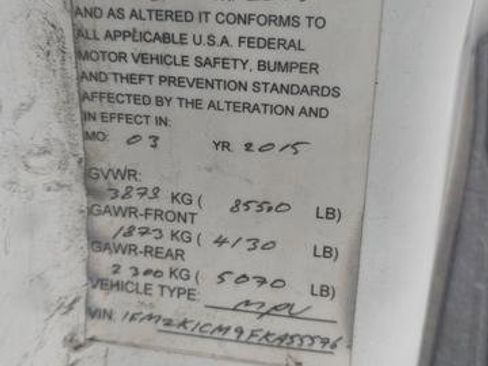 AND AS ALTERED IT CONFORMS TO
ALL APPLICABLE U.S.A. FEDERAL
MOTOR VEHICLE SAFETY, BUMPER
AND THEFT PREVENTION STANDARDS
AFFECTED BY THE ALTERATION AND
IN EFFECT IN:
MO: 03 YR 2015
GVWR:
3873 KG ( 8550 LB)
GAWR-FRONT
1873 KG ( 4130 LB)
GAWR-REAR
2300 KG ( 5070 LB)
VEHICLE TYPE: MPV
VIN: 1FMZK1CM9FKA55596